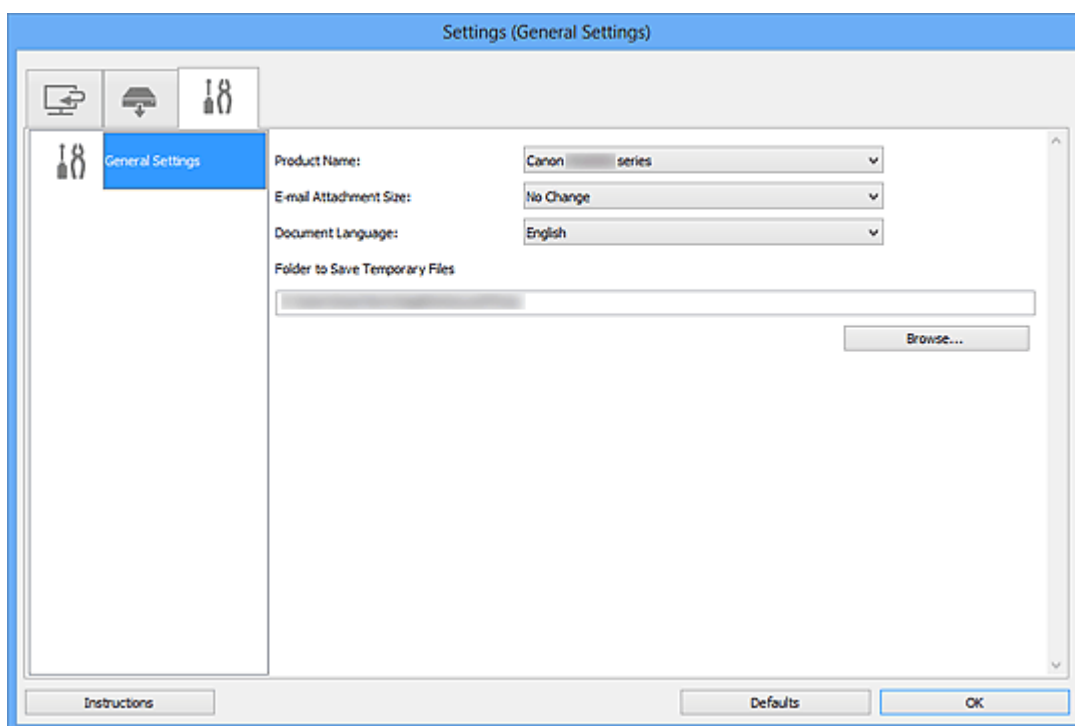 Settings (General Settings)
General Settings
Product Name: Canon series
E-mail Attachment Size: No Change
Document Language: English
Folder to Save Temporary Files
Browse...
Instructions Defaults OK